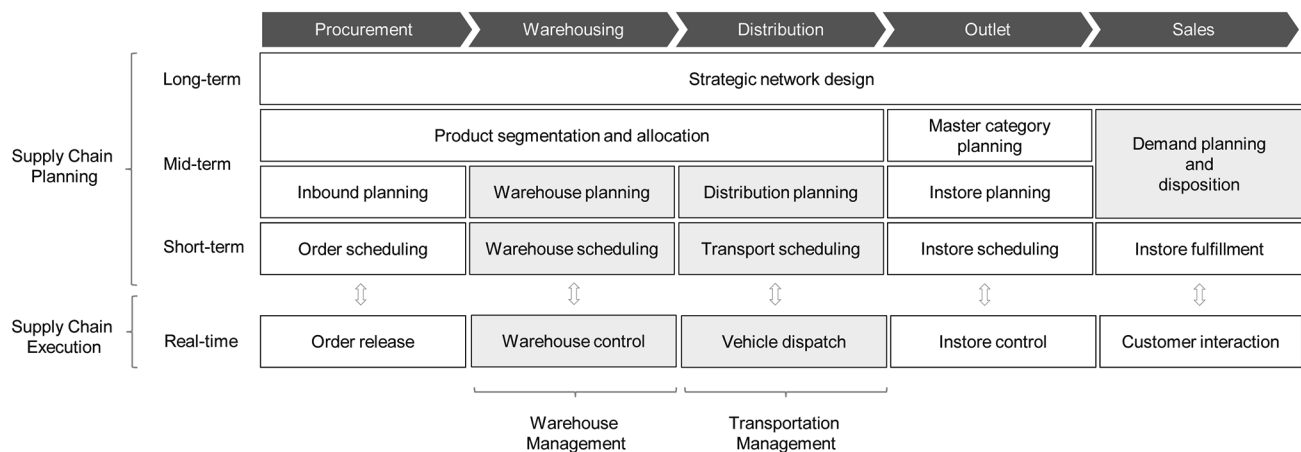 Procurement
Warehousing
Distribution
Outlet
Sales
Supply Chain
Planning
Long-term
Strategic network design
Mid-term
Product segmentation and allocation
Master category
planning
Demand planning
and
disposition
Inbound planning
Warehouse planning
Distribution planning
Instore planning
Short-term
Order scheduling
Warehouse scheduling
Transport scheduling
Instore scheduling
Instore fulfillment
Supply Chain
Execution
Real-time
Order release
Warehouse control
Vehicle dispatch
Instore control
Customer interaction
Warehouse
Management
Transportation
Management